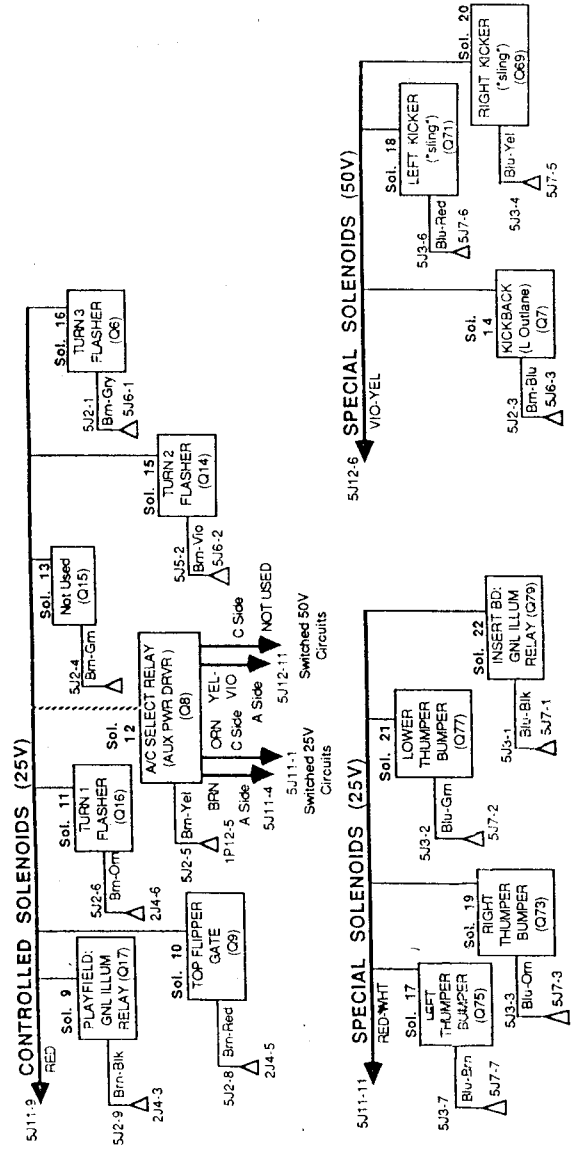 CONTROLLED SOLENOIDS (25V)
5J11-9
RED
Sol. 9
PLAYFIELD:
GNL ILLUM
RELAY (Q17)
5J2-9
Brn-Blk
2J4-3
Sol. 10
TOP FLIPPER
GATE
(Q9)
5J2-8
Brn-Red
2J4-5
Sol. 11
TURN 1
FLASHER
(Q16)
5J2-6
Brn-Orn
2J4-6
Sol. 12
A/C SELECT RELAY
(AUX PWR DRVR)
(Q8)
5J2-5
Brn-Yel
1P12-5
BRN
A Side
5J11-4
ORN
C Side
5J11-1
Switched 25V
Circuits
YEL-
VIO
A Side
5J12-11
C Side
NOT USED
Switched 50V
Circuits
Sol. 13
Not Used
(Q15)
5J2-4
Brn-Grn
Sol. 15
TURN 2
FLASHER
(Q14)
5J5-2
Brn-Vio
5J6-2
Sol. 16
TURN 3
FLASHER
(Q6)
5J2-1
Brn-Gry
5J6-1
SPECIAL SOLENOIDS (25V)
5J11-11
RED-WHT
Sol. 17
LEFT
THUMPER
BUMPER
(Q75)
5J3-7
Blu-Brn
5J7-7
Sol. 19
RIGHT
THUMPER
BUMPER
(Q73)
5J3-3
Blu-Orn
5J7-3
Sol. 21
LOWER
THUMPER
BUMPER
(Q77)
5J3-2
Blu-Grn
5J7-2
Sol. 22
INSERT BD:
GNL ILLUM
RELAY (Q79)
5J3-1
Blu-Blk
5J7-1
SPECIAL SOLENOIDS (50V)
5J12-6
VIO-YEL
Sol.
14
KICKBACK
(L Outlane)
(Q7)
5J2-3
Brn-Blu
5J6-3
Sol. 18
LEFT KICKER
("sling")
(Q71)
5J3-6
Blu-Red
5J7-6
Sol. 20
RIGHT KICKER
("sling")
(Q69)
5J3-4
Blu-Yel
5J7-5